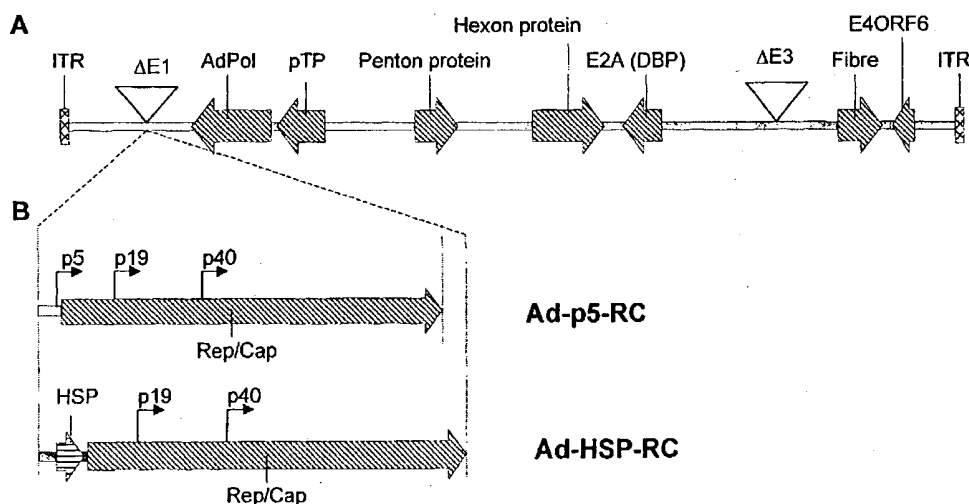 A
Hexon protein
E4ORF6
ITR
ΔE1
AdPol
pTP
Penton protein
E2A (DBP)
ΔE3
Fibre
ITR
B
p5
p19
p40
Ad-p5-RC
Rep/Cap
HSP
p19
p40
Ad-HSP-RC
Rep/Cap